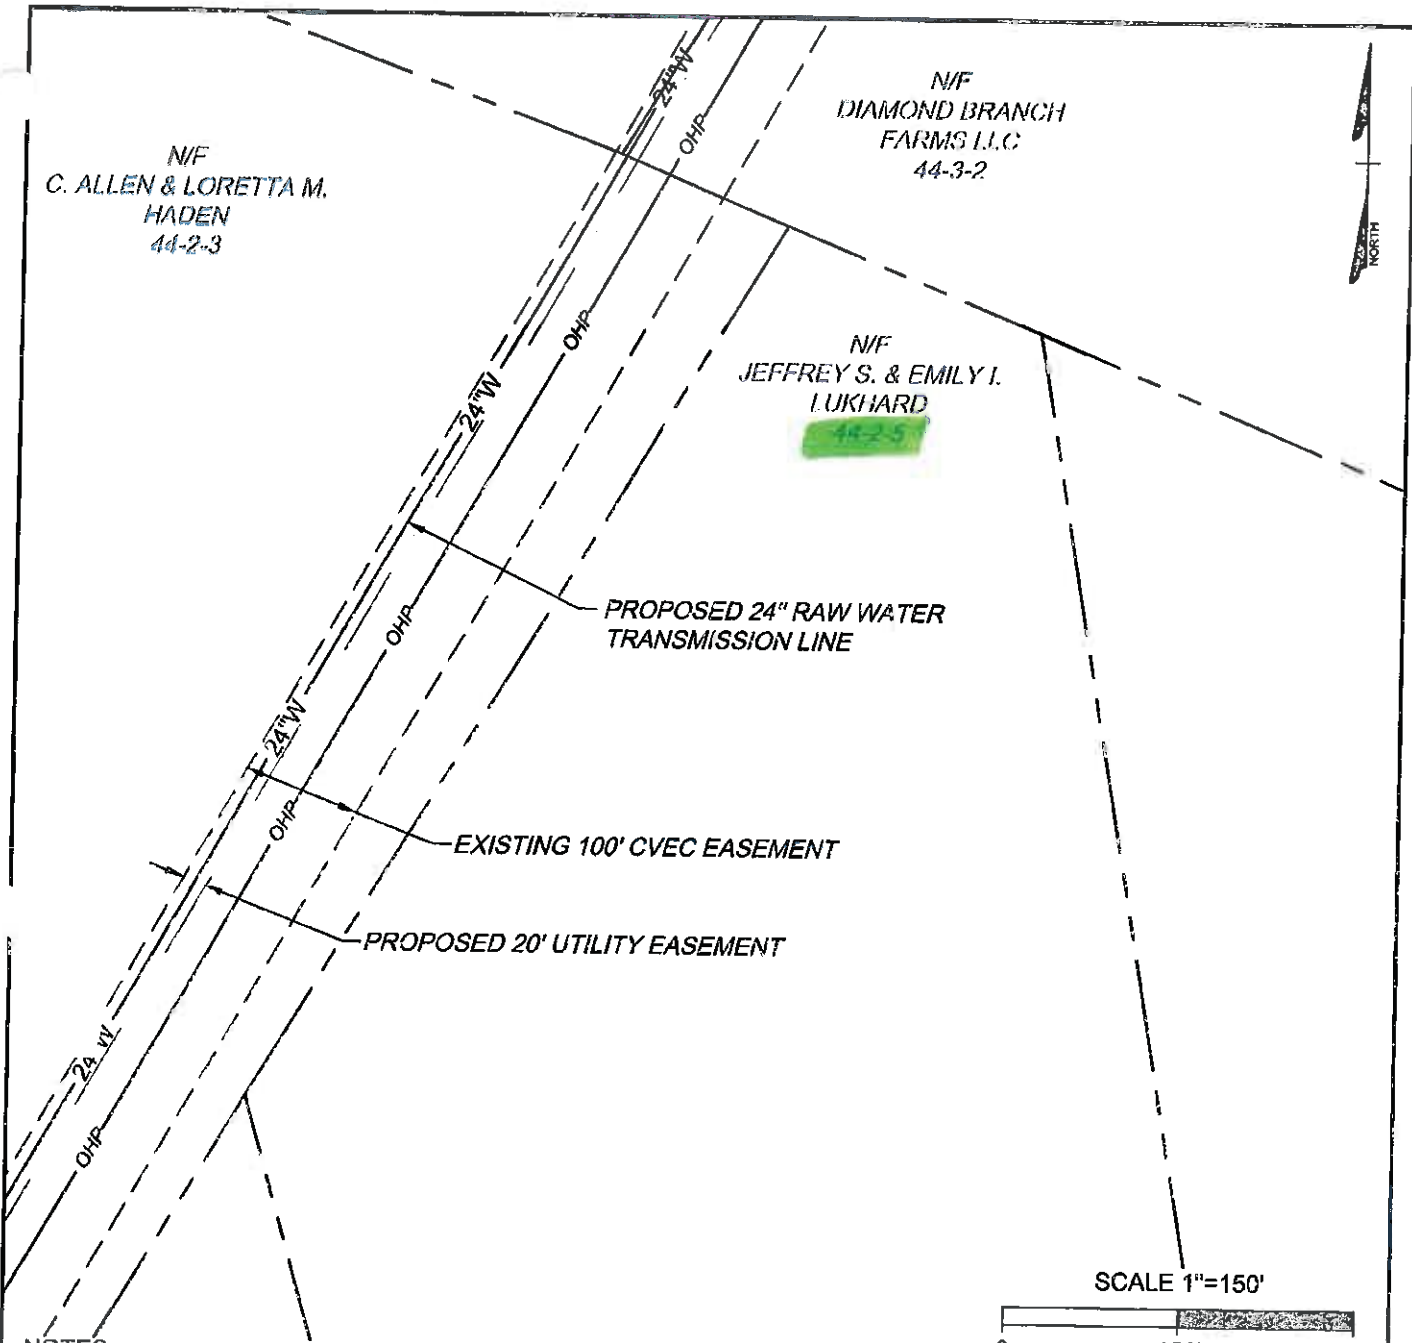 N/F
DIAMOND BRANCH
FARMS LLC
44-3-2
N/F
C. ALLEN & LORETTA M.
HADEN
44-2-3
NORTH
N/F
JEFFREY S. & EMILY I.
LUKHARD
44-2-5
24"W
OHP
OHP
24"W
PROPOSED 24" RAW WATER
TRANSMISSION LINE
OHP
24"W
OHP
EXISTING 100' CVEC EASEMENT
PROPOSED 20' UTILITY EASEMENT
24"W
OHP
SCALE 1"=150'